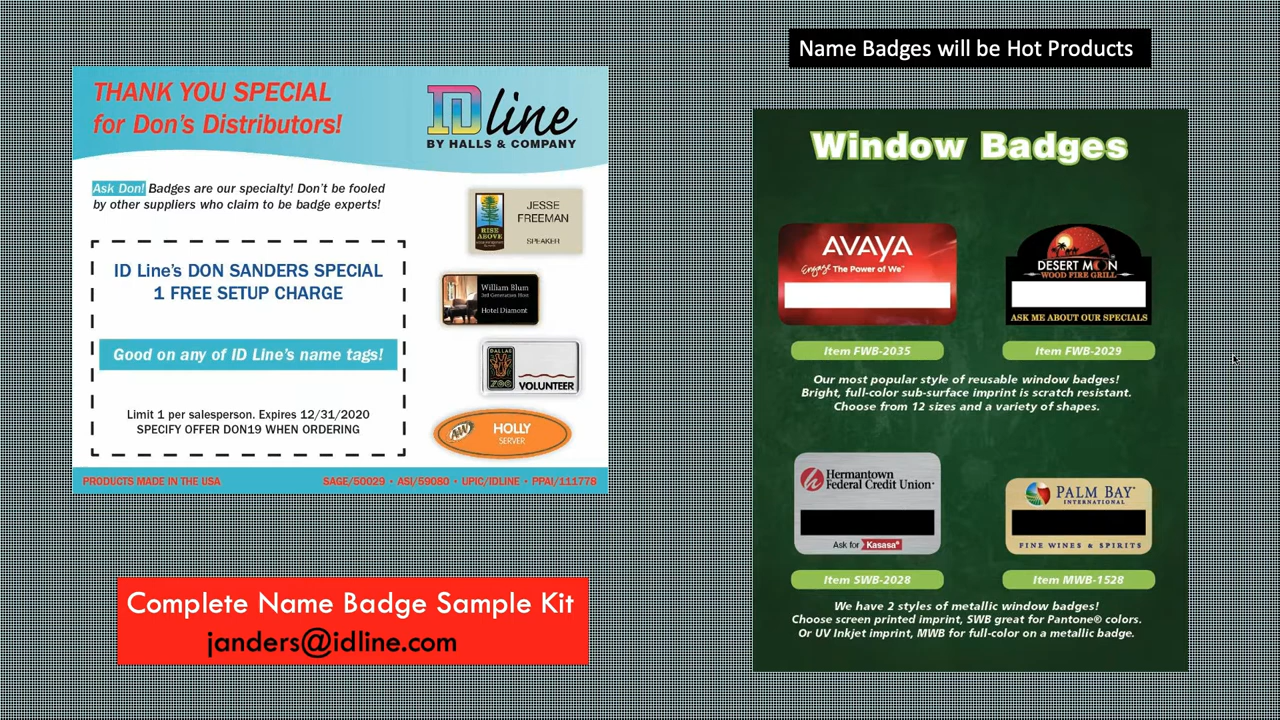 Name Badges will be Hot Products
THANK YOU SPECIAL
for Don's Distributors!
IDline
BY HALLS & COMPANY
Ask Don! Badges are our specialty! Don't be fooled
by other suppliers who claim to be badge experts!
ID Line's DON SANDERS SPECIAL
1 FREE SETUP CHARGE
Good on any of ID Line's name tags!
Limit 1 per salesperson. Expires 12/31/2020
SPECIFY OFFER DON19 WHEN ORDERING
RISE
ABOVE
JESSE
FREEMAN
SPEAKER
William Blum
3rd Generation Host
Hotel Diamont
DALLAS
ZOO
VOLUNTEER
A&W
HOLLY
SERVER
PRODUCTS MADE IN THE USA
SAGE/50029 • ASI/59080 • UPIC/IDLINE • PPAI/111778
Complete Name Badge Sample Kit
janders@idline.com
Window Badges
AVAYA
Engage The Power of We™
DESERT MOON
WOOD FIRE GRILL
ASK ME ABOUT OUR SPECIALS
Item FWB-2035
Item FWB-2029
Our most popular style of reusable window badges!
Bright, full-color sub-surface imprint is scratch resistant.
Choose from 12 sizes and a variety of shapes.
Hermantown
Federal Credit Union
Ask for Kasasa®
PALM BAY
INTERNATIONAL
FINE WINES & SPIRITS
Item SWB-2028
Item MWB-1528
We have 2 styles of metallic window badges!
Choose screen printed imprint, SWB great for Pantone® colors.
Or UV Inkjet imprint, MWB for full-color on a metallic badge.